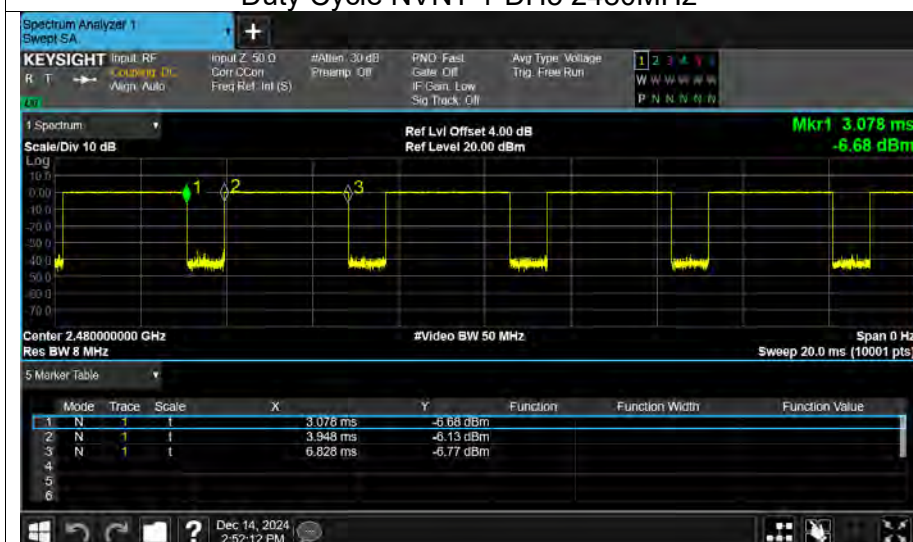 Duty Cycle NVNT 1-DH5 2480MHz
Spectrum Analyzer 1
Swept SA
+
KEYSIGHT Input: RF Input Z: 50 Ω #Atten: 30 dB PNO: Fast Avg Type: Voltage 1 2 3 4 5 6
R T Coupling: DC Corr CCorr Preamp: Off Gate: Off Trig: Free Run W W W W W W
Align: Auto Freq Ref: Int (S) IF Gain: Low
Sig Track: Off P N N N N N
1 Spectrum Ref Lvl Offset 4.00 dB Mkr1 3.078 ms
Scale/Div 10 dB Ref Level 20.00 dBm -6.68 dBm
Log
10.0
0.00
-10.0
-20.0
-30.0
-40.0
-50.0
-60.0
-70.0
1 2 3
Center 2.480000000 GHz #Video BW 50 MHz Span 0 Hz
Res BW 8 MHz Sweep 20.0 ms (10001 pts)
5 Marker Table
Mode Trace Scale X Y Function Function Width Function Value
1 N 1 t 3.078 ms -6.68 dBm
2 N 1 t 3.948 ms -6.13 dBm
3 N 1 t 6.828 ms -6.77 dBm
4
5
6
? Dec 14, 2024
2:52:12 PM